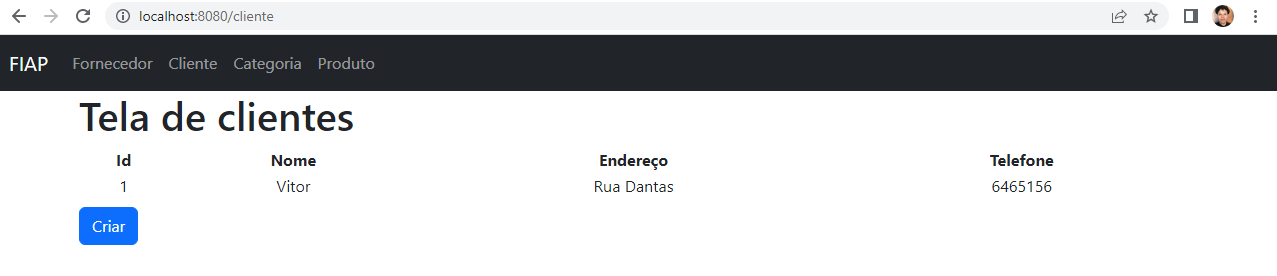 localhost:8080/cliente
FIAP Fornecedor Cliente Categoria Produto
Tela de clientes
Id Nome Endereço Telefone
1 Vitor Rua Dantas 6465156
Criar